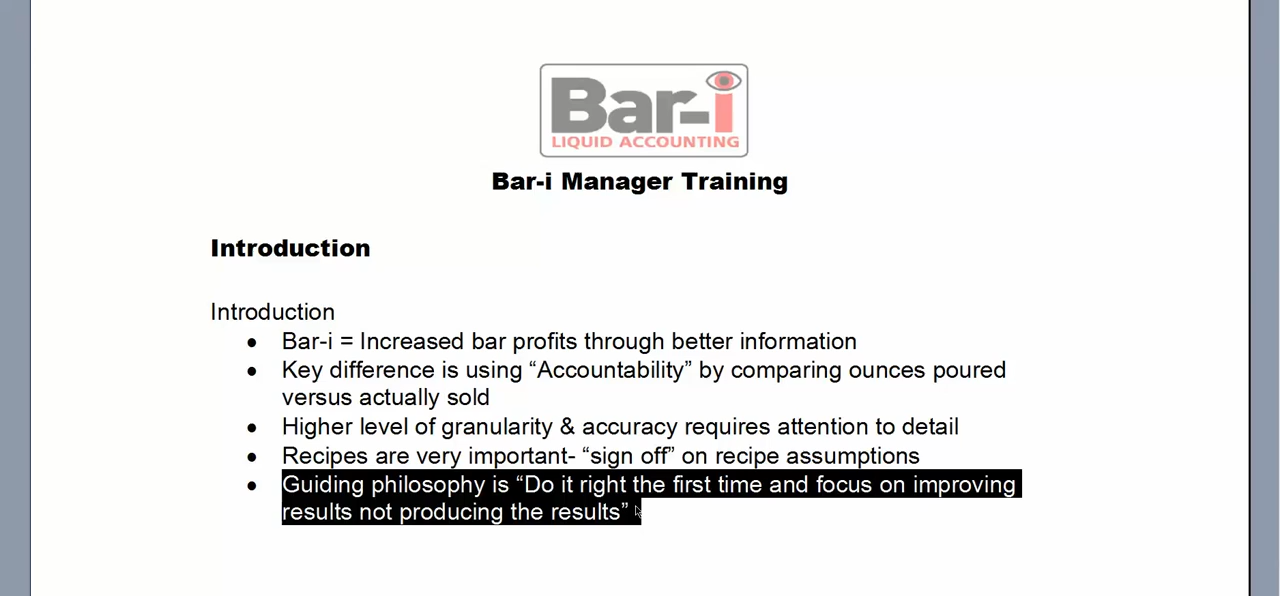 Bar-i
LIQUID ACCOUNTING
Bar-i Manager Training
Introduction
Introduction
• Bar-i = Increased bar profits through better information
• Key difference is using “Accountability” by comparing ounces poured
versus actually sold
• Higher level of granularity & accuracy requires attention to detail
• Recipes are very important- “sign off” on recipe assumptions
• Guiding philosophy is “Do it right the first time and focus on improving
results not producing the results”